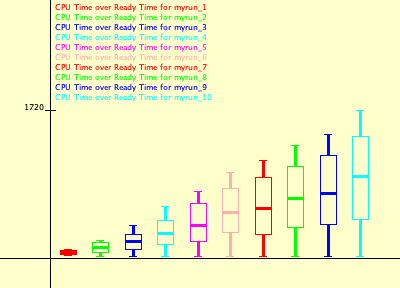 CPU Time over Ready Time for myrun_1
CPU Time over Ready Time for myrun_2
CPU Time over Ready Time for myrun_3
CPU Time over Ready Time for myrun_4
CPU Time over Ready Time for myrun_5
CPU Time over Ready Time for myrun_6
CPU Time over Ready Time for myrun_7
CPU Time over Ready Time for myrun_8
CPU Time over Ready Time for myrun_9
CPU Time over Ready Time for myrun_10
1720